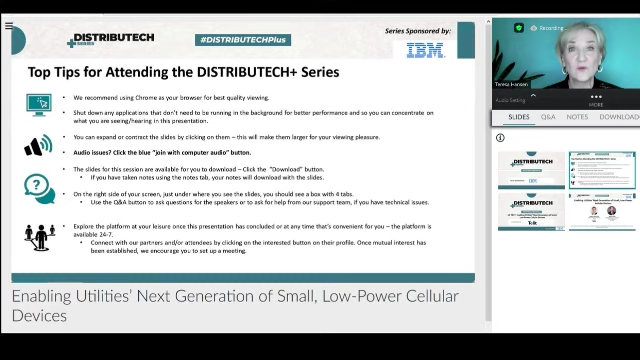 DISTRIBUTECH
#DISTRIBUTECHPlus
Series Sponsored by:
IBM
Top Tips for Attending the DISTRIBUTECH+ Series
We recommend using Chrome as your browser for best quality viewing.
Shut down any applications that don't need to be running in the background for better performance and so you can concentrate on
what you are seeing/hearing in this presentation.
You can expand or contract the slides by clicking on them – this will make them larger for your viewing pleasure.
Audio issues? Click the blue "join with computer audio" button.
The slides for this session are available for you to download – Click the "Download" button.
• If you have taken notes using the notes tab, your notes will download with the slides.
On the right side of your screen, just under where you see the slides, you should see a box with 4 tabs.
• Use the Q&A button to ask questions for the speakers or to ask for help from our support team, if you have technical issues.
Explore the platform at your leisure once this presentation has concluded or at any time that's convenient for you – the platform is
available 24-7.
• Connect with our partners and/or attendees by clicking on the interested button on their profile. Once mutual interest has
been established, we encourage you to set up a meeting.
Enabling Utilities' Next Generation of Small, Low-Power Cellular
Devices
Recording
Teresa Hansen
Audio Setting
MORE
SLIDES
Q&A
NOTES
DOWNLOAD